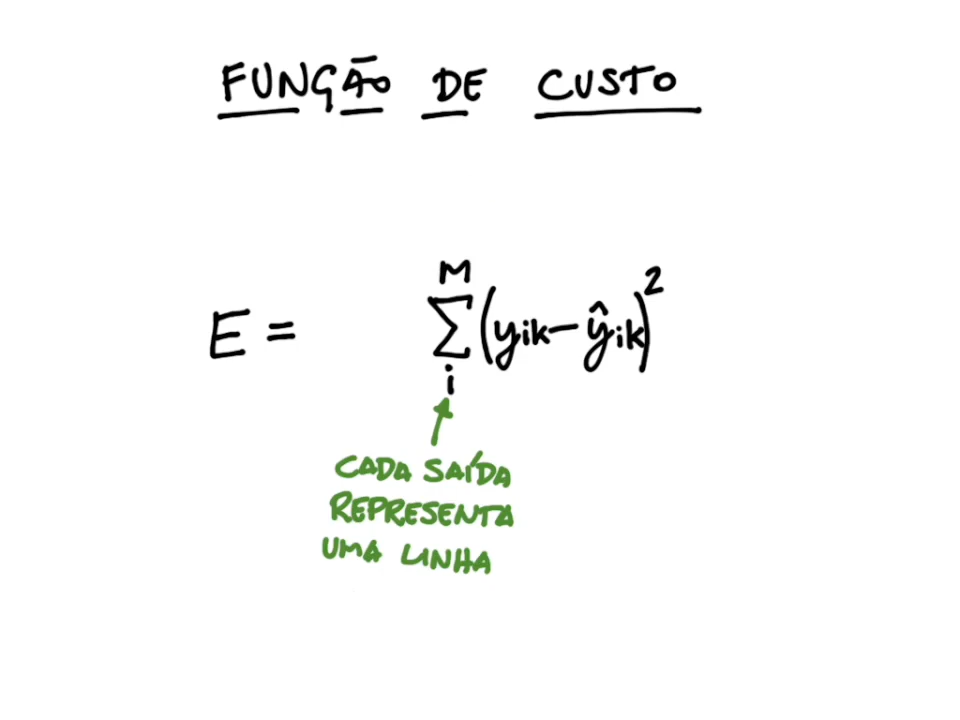 FUNÇÃO DE CUSTO
M
E = Σ(yik − ŷik)²
i
CADA SAÍDA
REPRESENTA
UMA LINHA